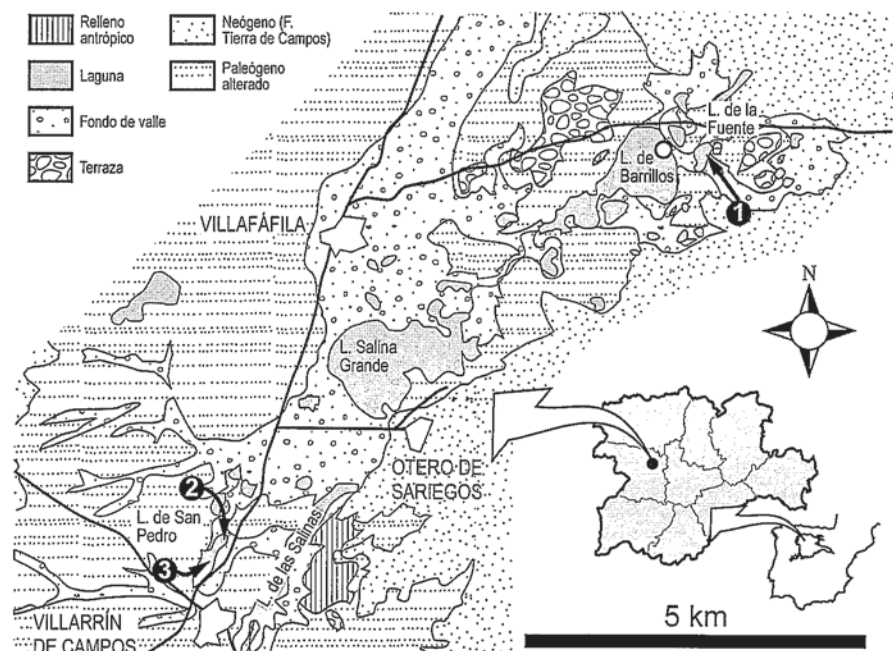 Relleno
antrópico
Neógeno (F.
Tierra de Campos)
Laguna
Paleógeno
alterado
Fondo de valle
Terraza
L. de la
Fuente
L. de
Barrillos
1
VILLAFÁFILA
N
L. Salina
Grande
OTERO DE
SARIEGOS
2
L. de San
Pedro
L. de las Salinas
3
VILLARRÍN
DE CAMPOS
5 km